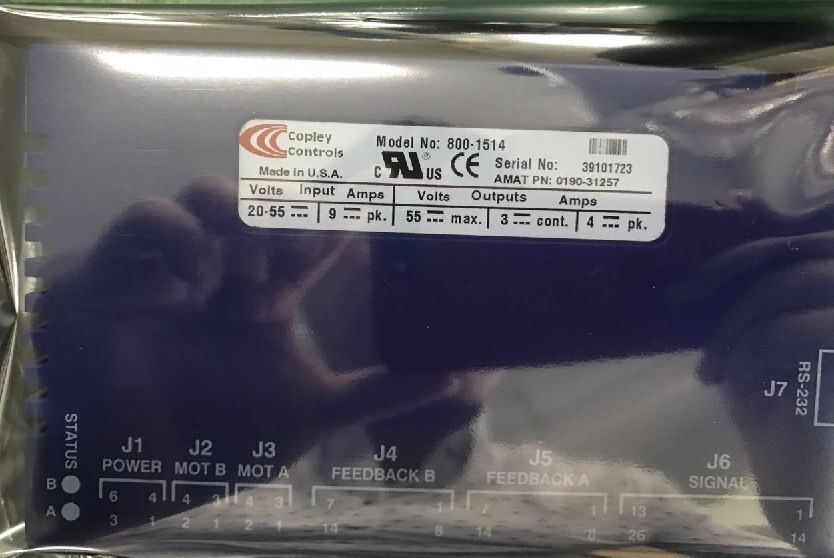 Copley
Controls
Made in U.S.A.
Model No: 800-1514
C RU ® US CE
Serial No: 39101723
AMAT PN: 0190-31257
Volts Input Amps Volts Outputs Amps
20-55 9 pk. 55 max. 3 cont. 4 pk.
J7
RS-232
STATUS
B
A
J1
POWER
6 4
3 1
J2
MOT B
4 3
2 1
J3
MOT A
4 3
2 1
J4
FEEDBACK B
7 1
14 8
J5
FEEDBACK A
7 1
14 8
J6
SIGNAL
13 1
26 14